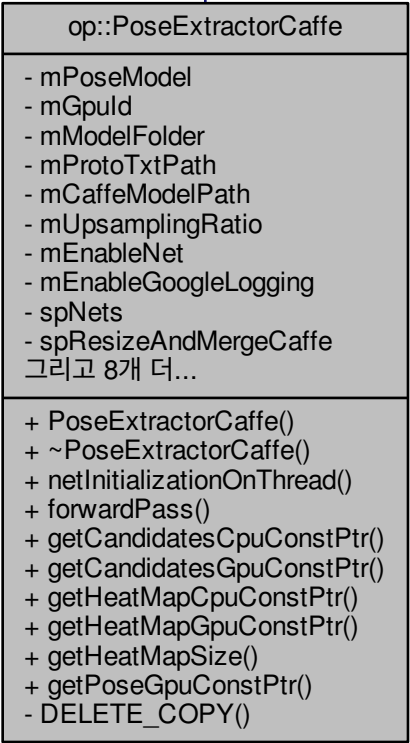 op::PoseExtractorCaffe
- mPoseModel
- mGpuId
- mModelFolder
- mProtoTxtPath
- mCaffeModelPath
- mUpsamplingRatio
- mEnableNet
- mEnableGoogleLogging
- spNets
- spResizeAndMergeCaffe
그리고 8개 더...
+ PoseExtractorCaffe()
+ ~PoseExtractorCaffe()
+ netInitializationOnThread()
+ forwardPass()
+ getCandidatesCpuConstPtr()
+ getCandidatesGpuConstPtr()
+ getHeatMapCpuConstPtr()
+ getHeatMapGpuConstPtr()
+ getHeatMapSize()
+ getPoseGpuConstPtr()
- DELETE_COPY()